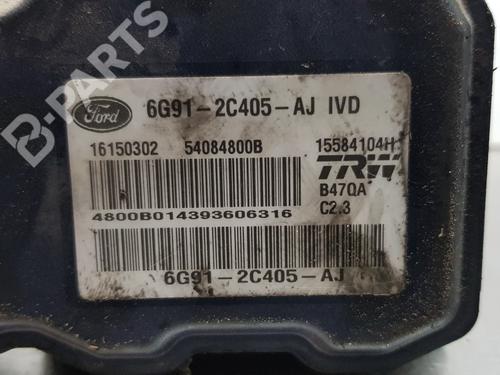 B-PARTS
Ford
6G91-2C405-AJ IVD
16150302 54084800B 15584104H
TRW
B47QA
C2.3
4800B014393606316
6G91-2C405-AJ